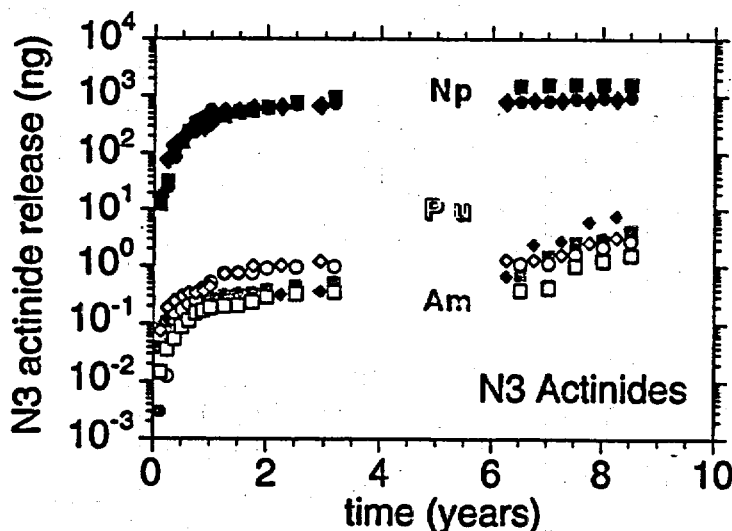 N3 actinide release (ng)
10⁴
10³
10²
10¹
10⁰
10⁻¹
10⁻²
10⁻³
Np
Pu
Am
N3 Actinides
0
2
4
6
8
10
time (years)